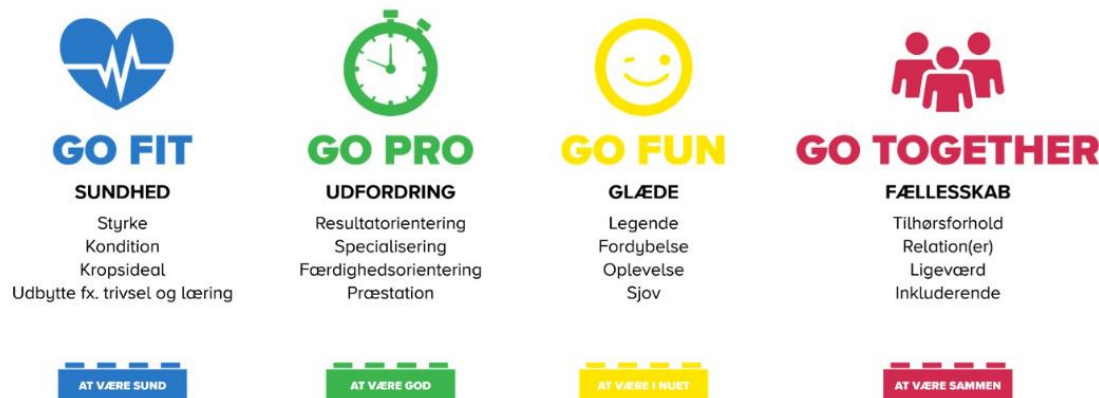 GO FIT
SUNDHED
Styrke
Kondition
Kropsideal
Udbytte fx. trivsel og læring
AT VÆRE SUND
GO PRO
UDFORDRING
Resultatorientering
Specialisering
Færdighedsorientering
Præstation
AT VÆRE GOD
GO FUN
GLÆDE
Legende
Fordybelse
Oplevelse
Sjov
AT VÆRE I NUET
GO TOGETHER
FÆLLESSKAB
Tilhørsforhold
Relation(er)
Ligeværd
Inkluderende
AT VÆRE SAMMEN